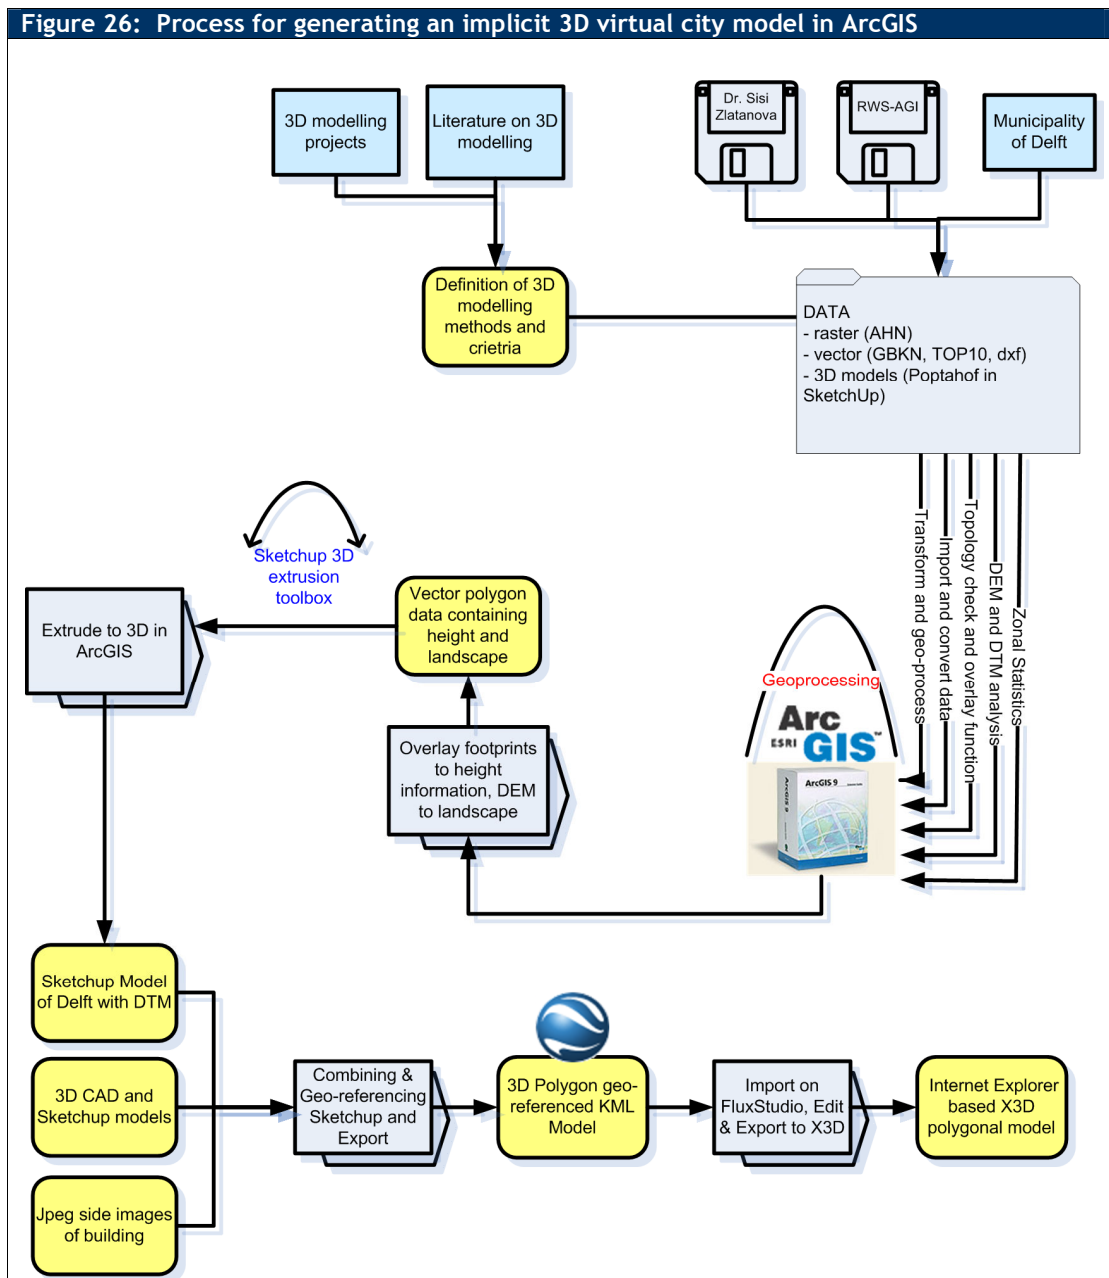 Figure 26: Process for generating an implicit 3D virtual city model in ArcGIS
3D modelling
projects
Literature on 3D
modelling
Dr. Sisi
Zlatanova
RWS-AGI
Municipality
of Delft
Definition of 3D
modelling
methods and
crietria
DATA
- raster (AHN)
- vector (GBKN, TOP10, dxf)
- 3D models (Poptahof in
SketchUp)
Transform and geo-process
Import and convert data
Topology check and overlay function
DEM and DTM analysis
Zonal Statistics
Sketchup 3D
extrusion
toolbox
Extrude to 3D in
ArcGIS
Vector polygon
data containing
height and
landscape
Geoprocessing
Arc
ESRI GIS™
ArcGIS 9
ArcGIS 9
Overlay footprints
to height
information, DEM
to landscape
Sketchup Model
of Delft with DTM
3D CAD and
Sketchup models
Jpeg side images
of building
Combining &
Geo-referencing
Sketchup and
Export
3D Polygon geo-
referenced KML
Model
Import on
FluxStudio, Edit
& Export to X3D
Internet Explorer
based X3D
polygonal model